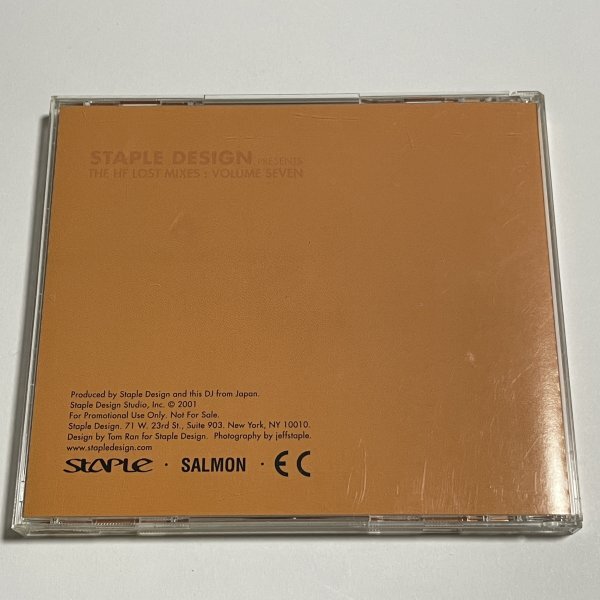 STAPLE DESIGN PRESENTS
THE HF LOST MIXES : VOLUME SEVEN
Produced by Staple Design and this DJ from Japan.
Staple Design Studio, Inc. © 2001
For Promotional Use Only. Not For Sale.
Staple Design. 71 W. 23rd St., Suite 903. New York, NY 10010.
Design by Tom Ran for Staple Design. Photography by jeffstaple.
www.stapledesign.com
STAPLE · SALMON · EC